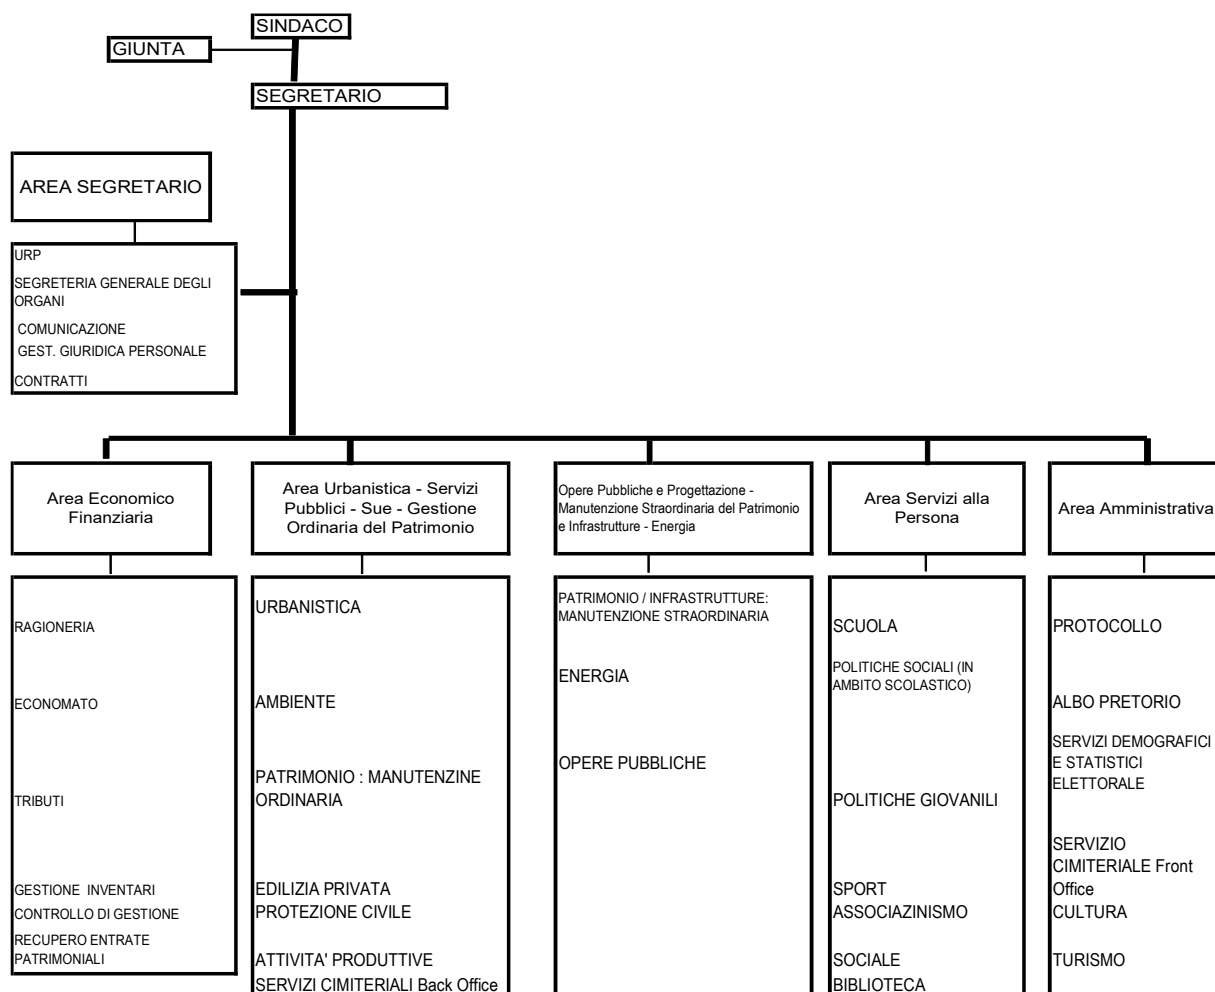 SINDACO
GIUNTA
SEGRETARIO
AREA SEGRETARIO
URP
SEGRETERIA GENERALE DEGLI
ORGANI
COMUNICAZIONE
GEST. GIURIDICA PERSONALE
CONTRATTI
Area Economico
Finanziaria
RAGIONERIA
ECONOMATO
TRIBUTI
GESTIONE INVENTARI
CONTROLLO DI GESTIONE
RECUPERO ENTRATE
PATRIMONIALI
Area Urbanistica - Servizi
Pubblici - Sue - Gestione
Ordinaria del Patrimonio
URBANISTICA
AMBIENTE
PATRIMONIO : MANUTENZINE
ORDINARIA
EDILIZIA PRIVATA
PROTEZIONE CIVILE
ATTIVITA' PRODUTTIVE
SERVIZI CIMITERIALI Back Office
Opere Pubbliche e Progettazione -
Manutenzione Straordinaria del Patrimonio
e Infrastrutture - Energia
PATRIMONIO / INFRASTRUTTURE:
MANUTENZIONE STRAORDINARIA
ENERGIA
OPERE PUBBLICHE
Area Servizi alla
Persona
SCUOLA
POLITICHE SOCIALI (IN
AMBITO SCOLASTICO)
POLITICHE GIOVANILI
SPORT
ASSOCIAZINISMO
SOCIALE
BIBLIOTECA
Area Amministrativa
PROTOCOLLO
ALBO PRETORIO
SERVIZI DEMOGRAFICI
E STATISTICI
ELETTORALE
SERVIZIO
CIMITERIALE Front
Office
CULTURA
TURISMO